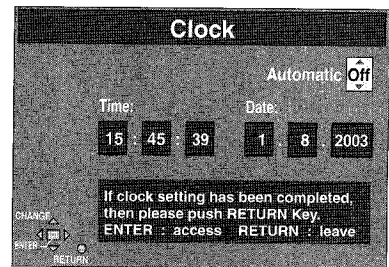 Clock
Automatic Off
Time: Date:
15 : 45 : 39 1 . 8 . 2003
If clock setting has been completed,
then please push RETURN Key.
ENTER : access RETURN : leave
CHANGE
ENTER
RETURN